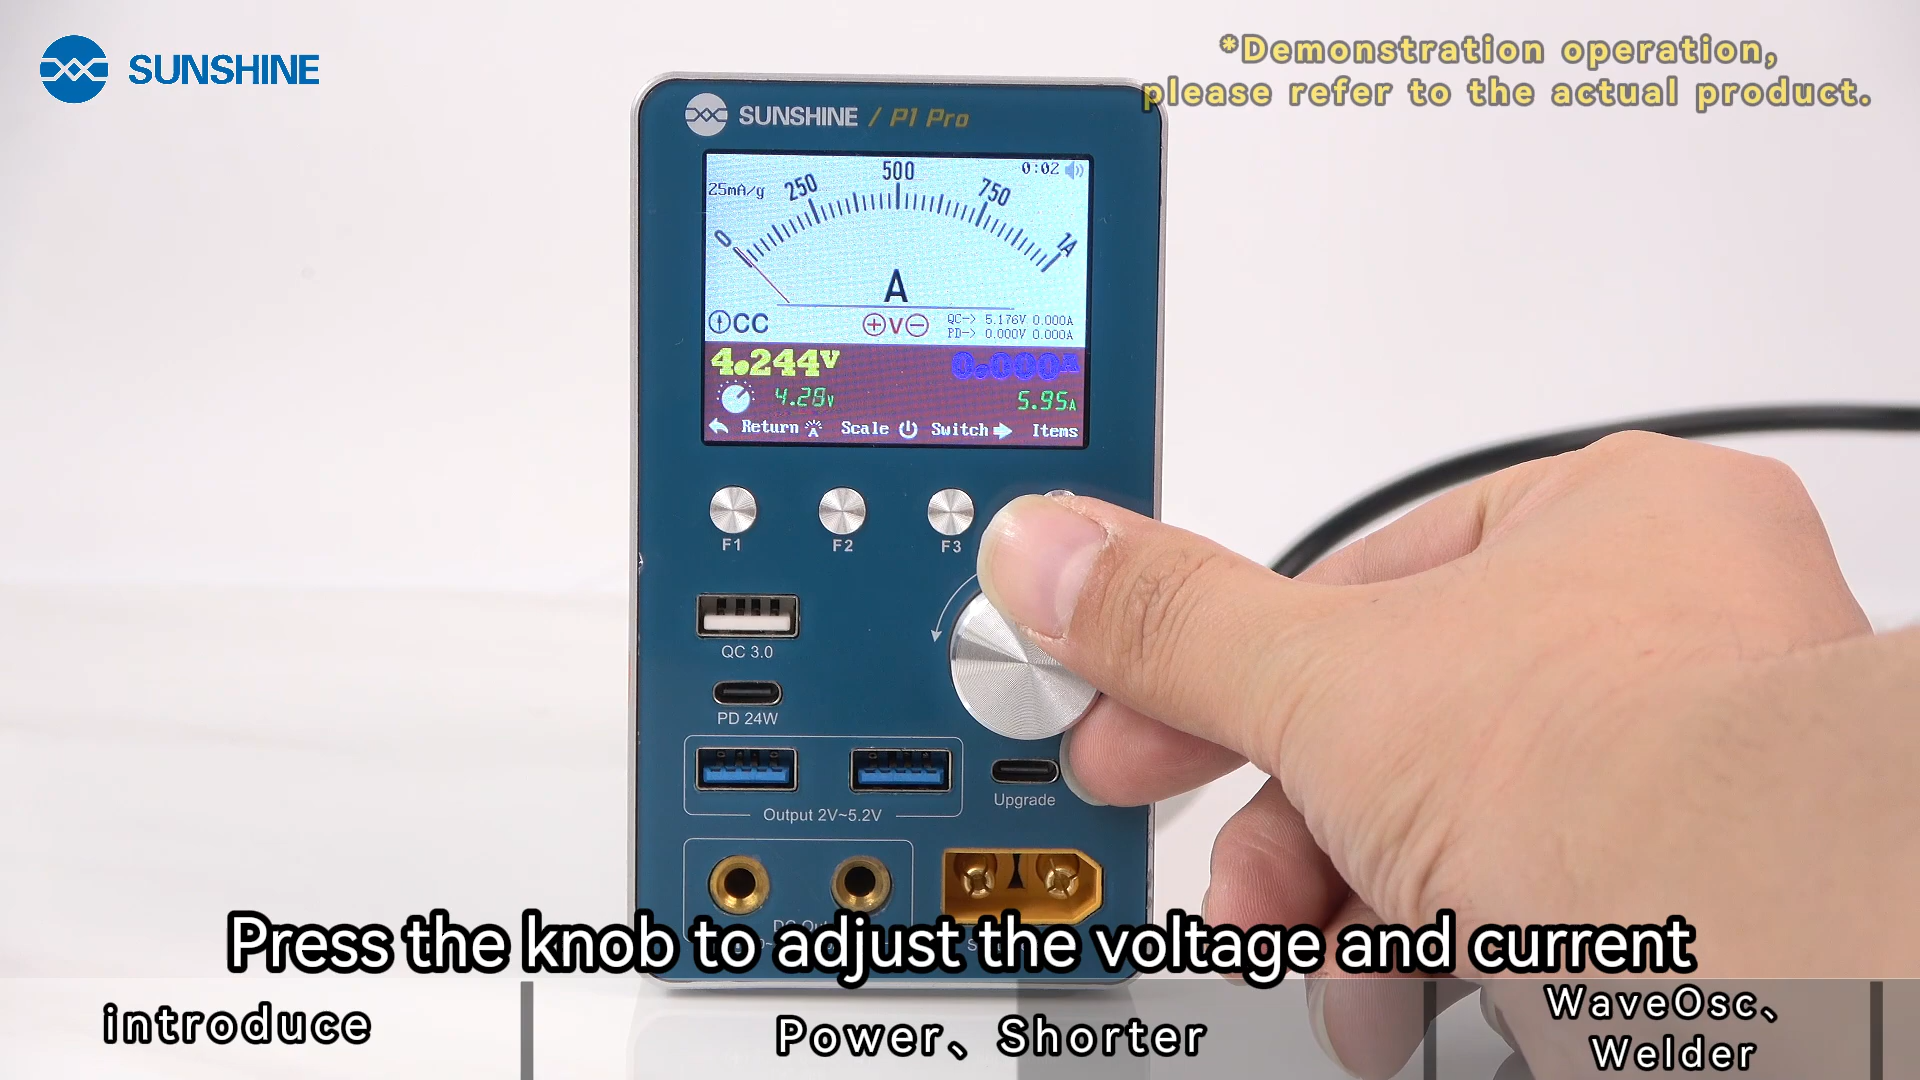 SUNSHINE
*Demonstration operation,
please refer to the actual product.
SUNSHINE / P1 Pro
0:02
25mA/g
0 250 500 750 1A
A
CC
+V−
QC-> 5.176V 0.000A
PD-> 0.000V 0.000A
4.244V 0.000A
4.28V 5.95A
Return Scale Switch Items
F1 F2 F3
QC 3.0
PD 24W
Output 2V~5.2V
Upgrade
Press the knob to adjust the voltage and current
introduce
Power、Shorter
WaveOsc、
Welder